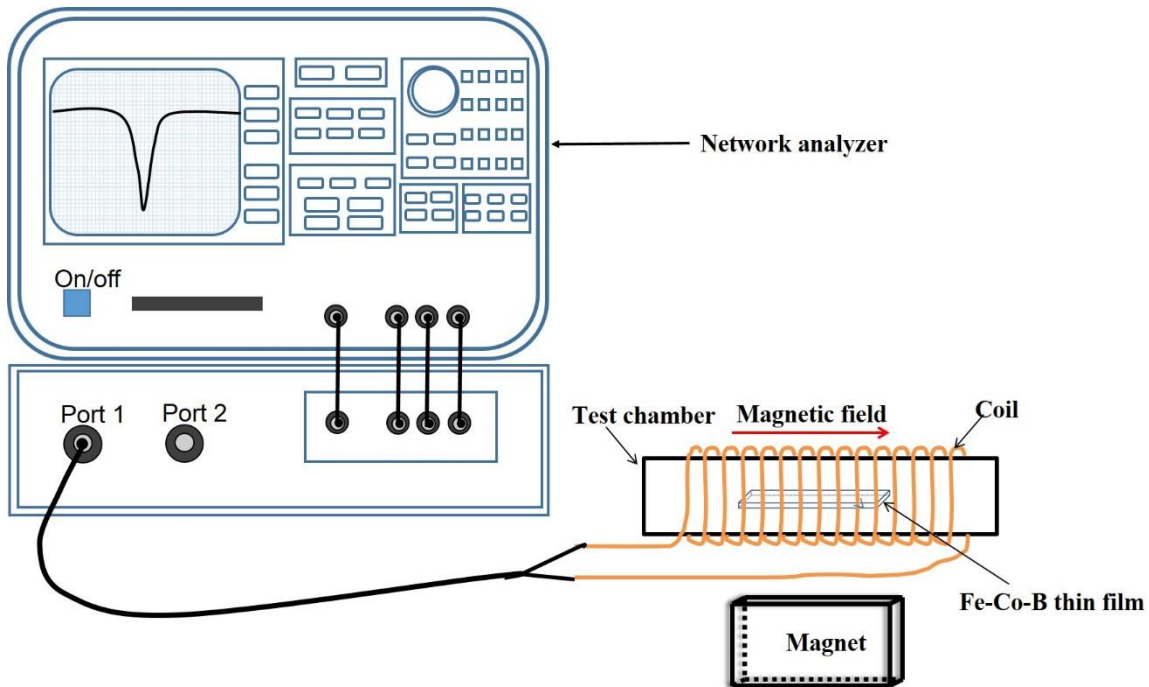 Network analyzer
On/off
Port 1 Port 2
Test chamber Magnetic field Coil
Fe-Co-B thin film
Magnet